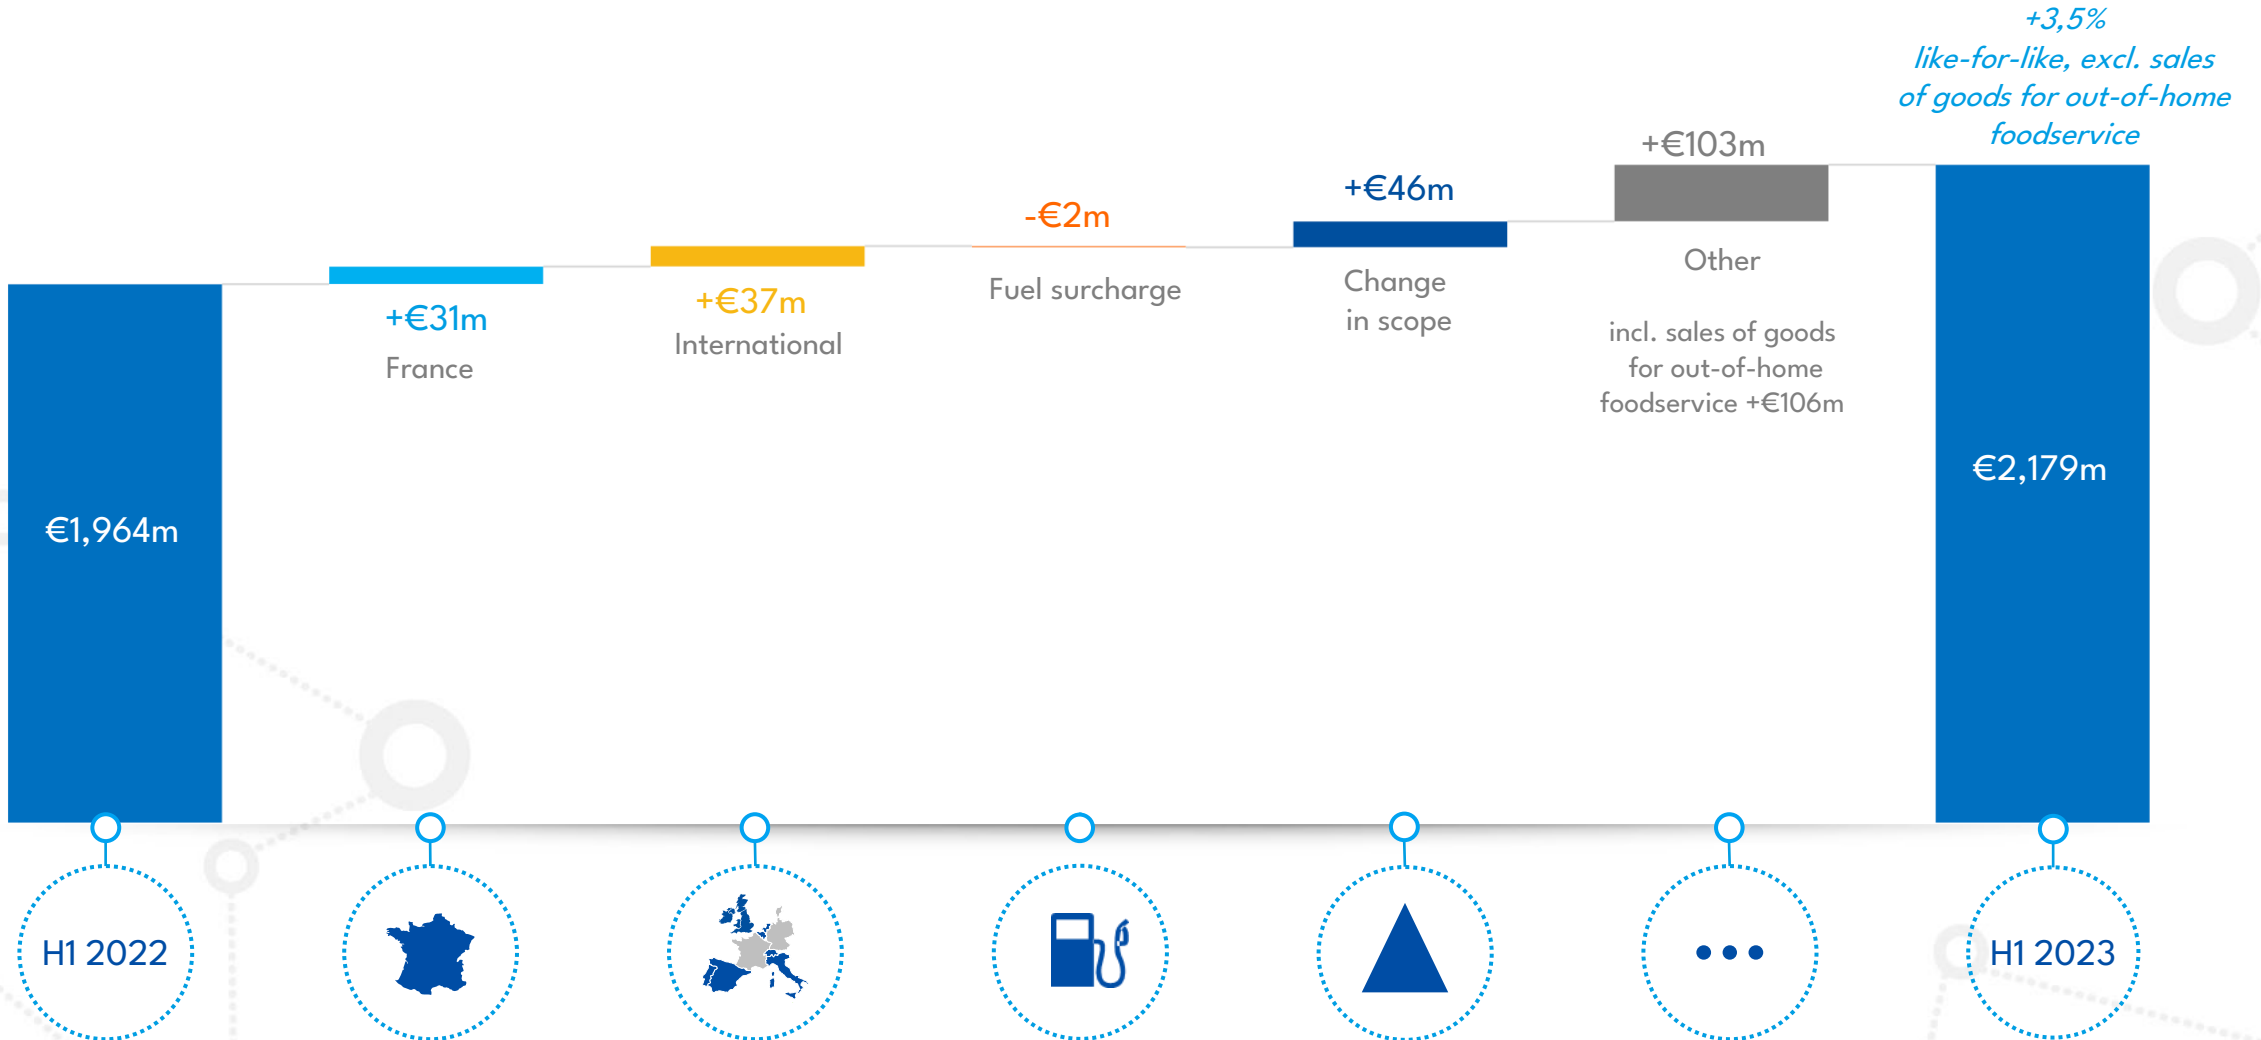 +3,5%
like-for-like, excl. sales
of goods for out-of-home
foodservice
€1,964m
+€31m
France
+€37m
International
-€2m
Fuel surcharge
+€46m
Change
in scope
+€103m
Other
incl. sales of goods
for out-of-home
foodservice +€106m
€2,179m
H1 2022
H1 2023